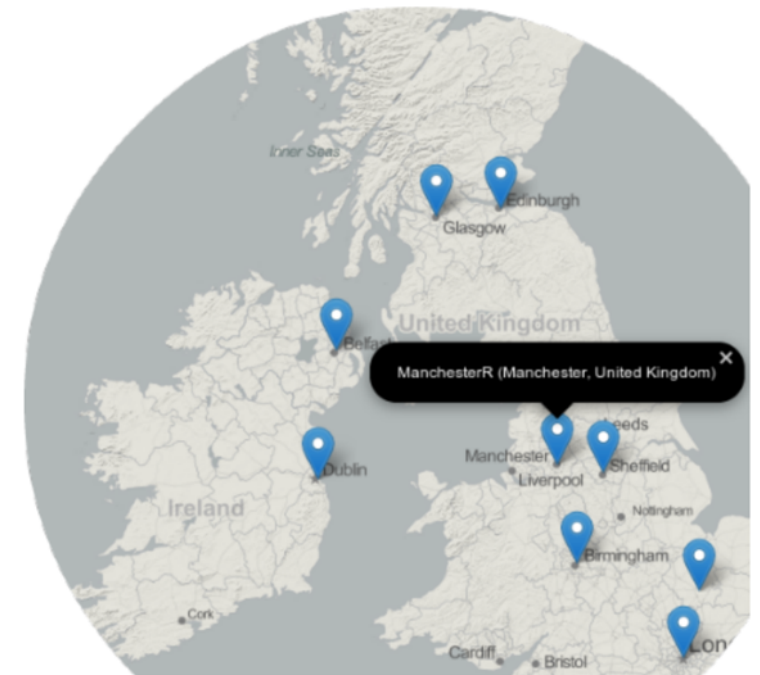 Inner Seas
Edinburgh
Glasgow
United Kingdom
Belfast
ManchesterR (Manchester, United Kingdom)
×
Leeds
Manchester
Sheffield
Dublin
Liverpool
Ireland
Nottingham
Birmingham
Cork
Lon
Cardiff
Bristol